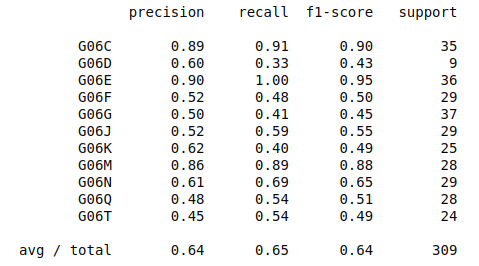 precision recall f1-score support
G06C 0.89 0.91 0.90 35
G06D 0.60 0.33 0.43 9
G06E 0.90 1.00 0.95 36
G06F 0.52 0.48 0.50 29
G06G 0.50 0.41 0.45 37
G06J 0.52 0.59 0.55 29
G06K 0.62 0.40 0.49 25
G06M 0.86 0.89 0.88 28
G06N 0.61 0.69 0.65 29
G06Q 0.48 0.54 0.51 28
G06T 0.45 0.54 0.49 24
avg / total 0.64 0.65 0.64 309